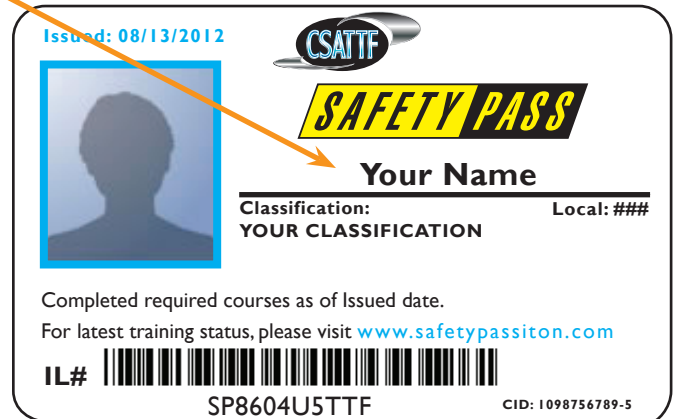 Issued: 08/13/2012
CSATTF
SAFETY PASS
Your Name
Classification: Local: ###
YOUR CLASSIFICATION
Completed required courses as of Issued date.
For latest training status, please visit www.safetypassiton.com
IL#
SP8604U5TTF
CID: 1098756789-5